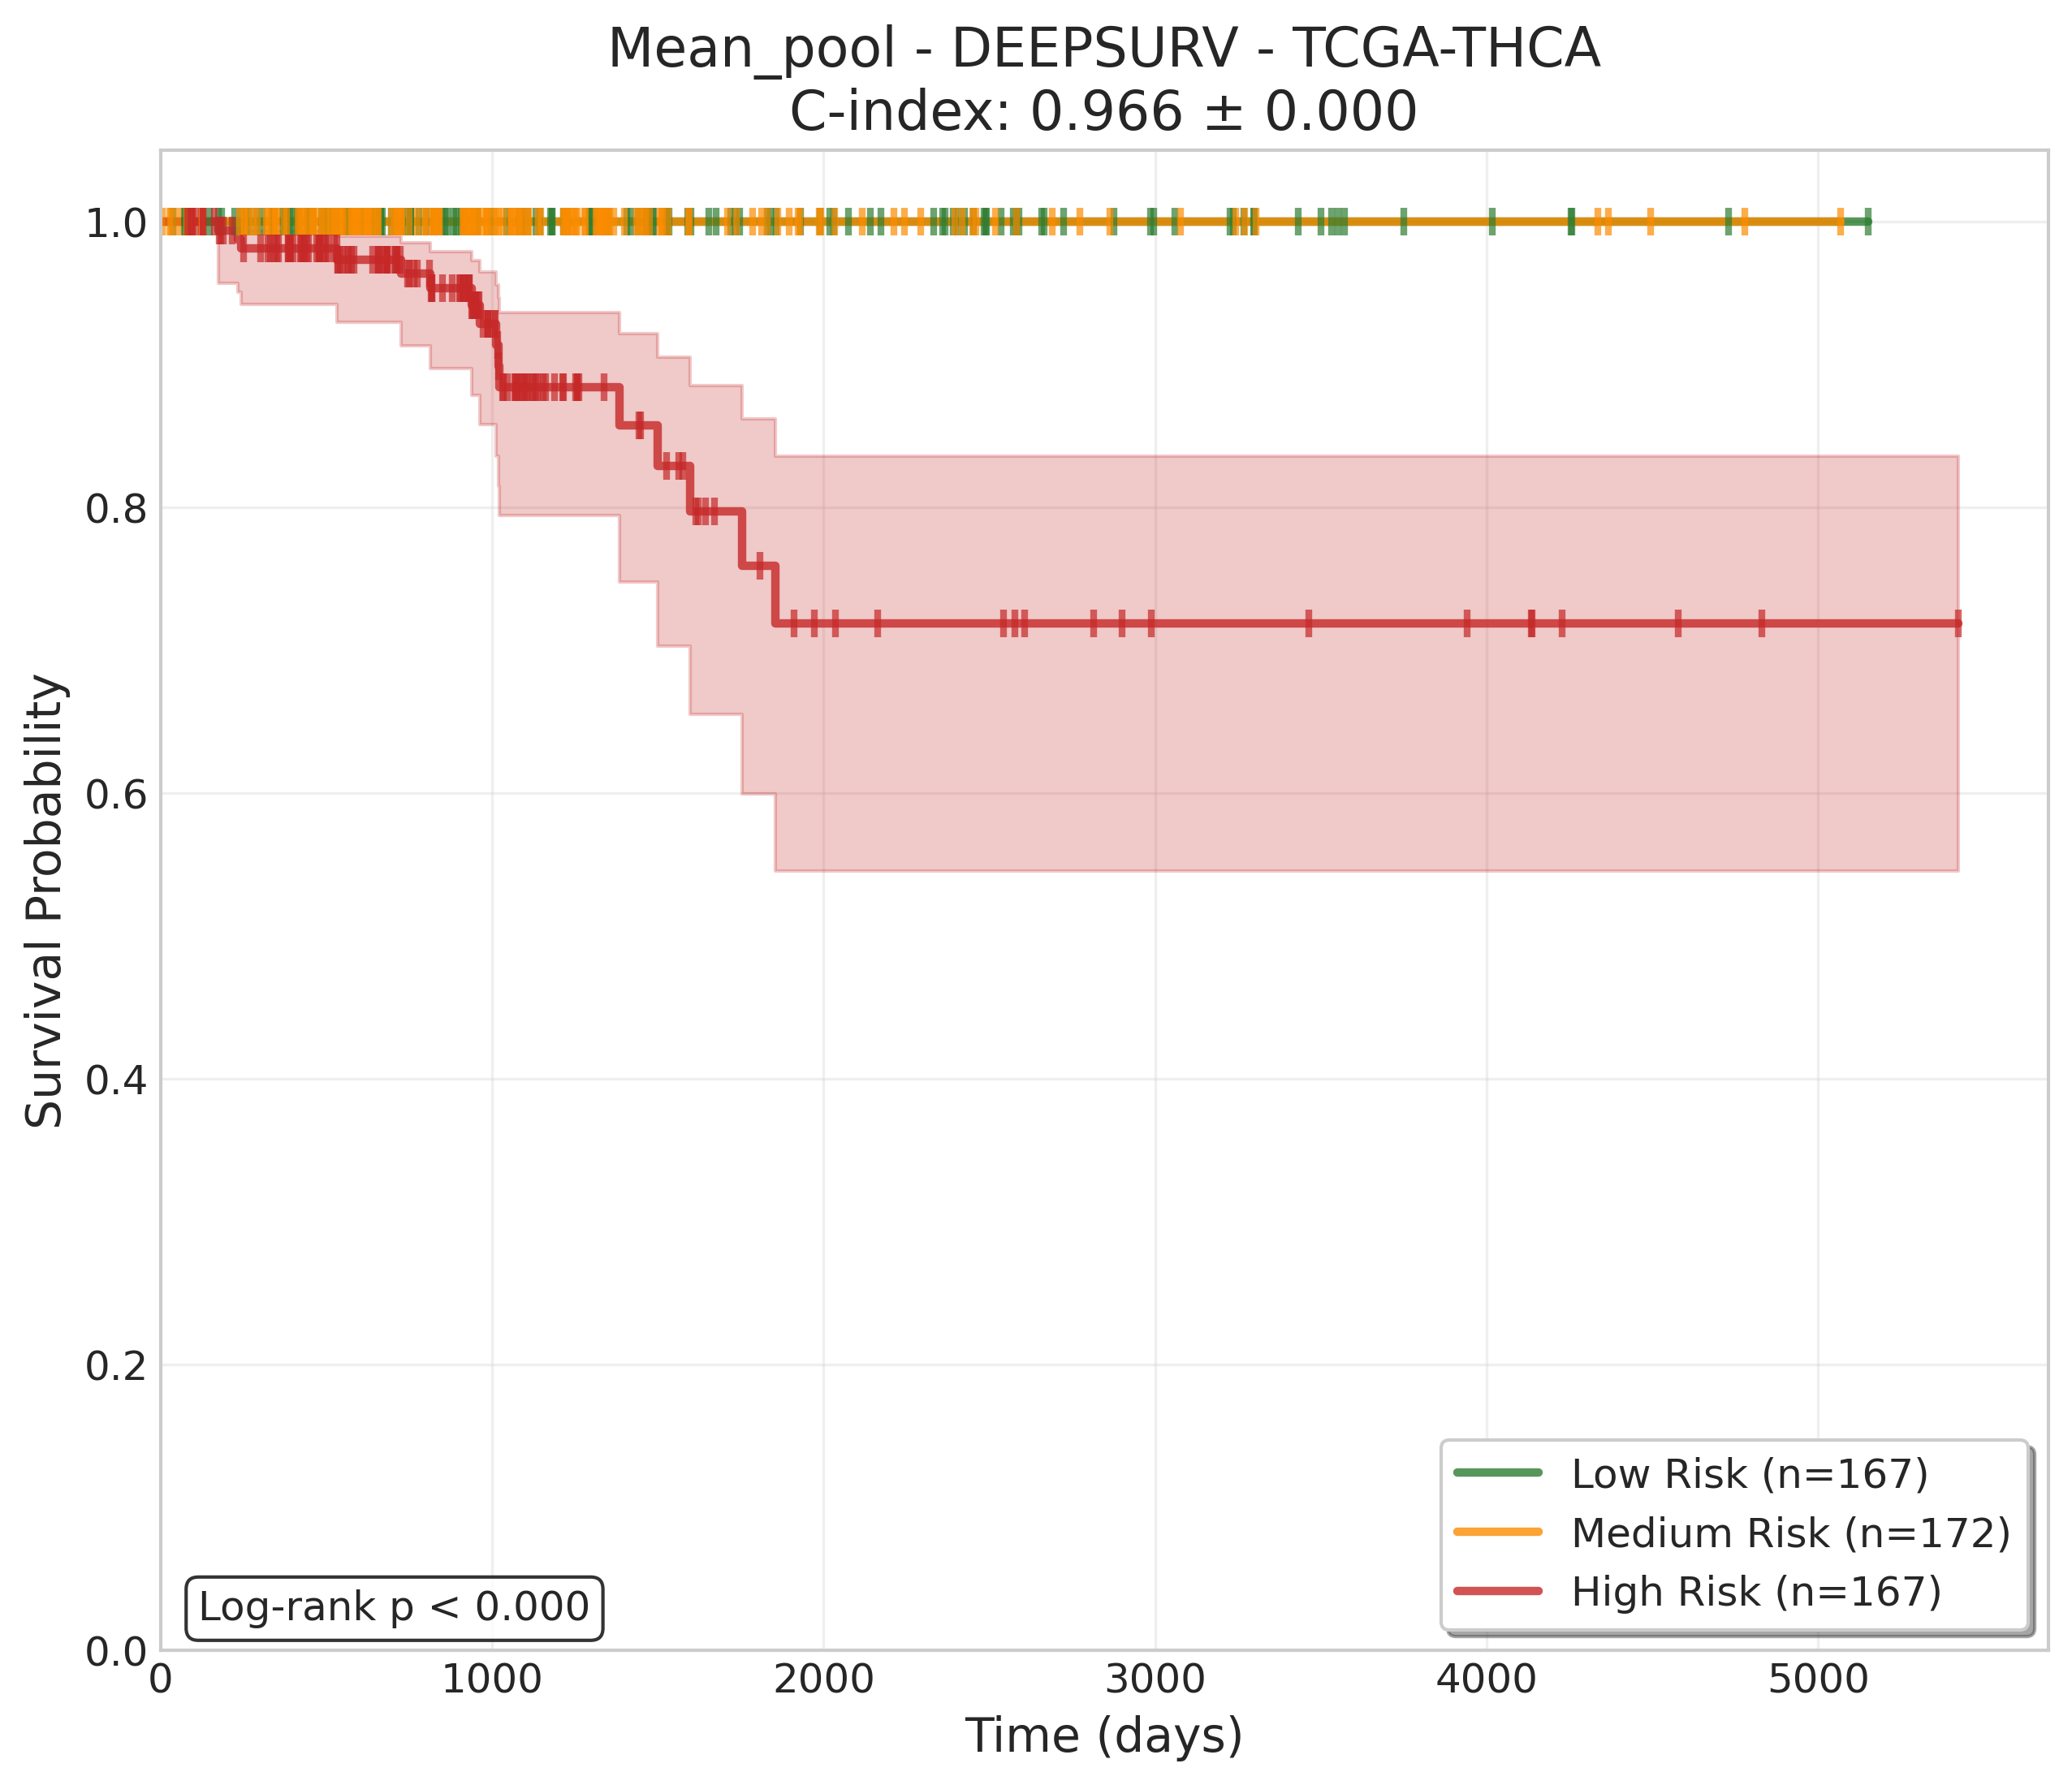 Mean_pool - DEEPSURV - TCGA-THCA
C-index: 0.966 ± 0.000
Survival Probability
1.0
0.8
0.6
0.4
0.2
0.0
Log-rank p < 0.000
Low Risk (n=167)
Medium Risk (n=172)
High Risk (n=167)
0
1000
2000
3000
4000
5000
Time (days)